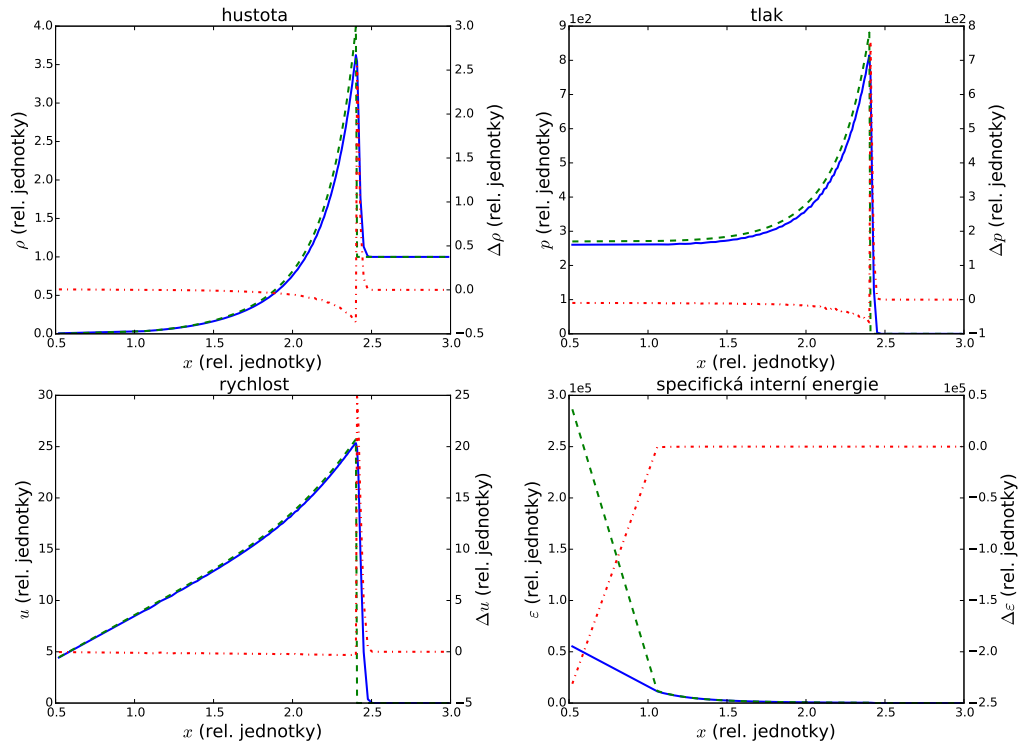 hustota
4.0
3.5
3.0
2.5
2.0
1.5
1.0
0.5
0.0
ρ (rel. jednotky)
3.0
2.5
2.0
1.5
1.0
0.5
0.0
−0.5
Δρ (rel. jednotky)
0.5 1.0 1.5 2.0 2.5 3.0
x (rel. jednotky)
tlak
9 1e2
8
7
6
5
4
3
2
1
0
p (rel. jednotky)
8 1e2
7
6
5
4
3
2
1
0
−1
Δp (rel. jednotky)
0.5 1.0 1.5 2.0 2.5 3.0
x (rel. jednotky)
rychlost
30
25
20
15
10
5
0
u (rel. jednotky)
25
20
15
10
5
0
−5
Δu (rel. jednotky)
0.5 1.0 1.5 2.0 2.5 3.0
x (rel. jednotky)
specifická interní energie
3.0 1e5
2.5
2.0
1.5
1.0
0.5
0.0
ε (rel. jednotky)
0.5 1e5
0.0
−0.5
−1.0
−1.5
−2.0
−2.5
Δε (rel. jednotky)
0.5 1.0 1.5 2.0 2.5 3.0
x (rel. jednotky)